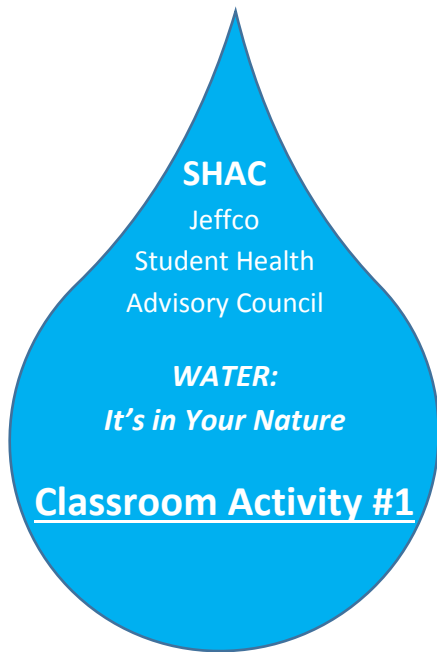 SHAC
Jeffco
Student Health
Advisory Council
WATER:
It’s in Your Nature
Classroom Activity #1